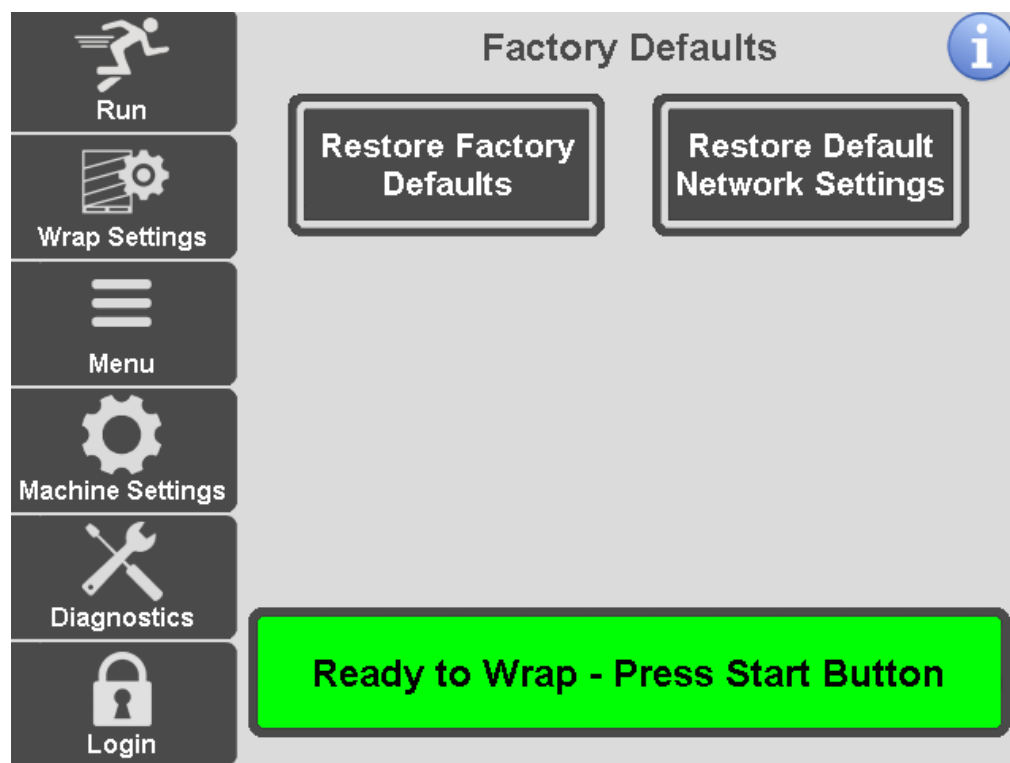 Run
Wrap Settings
Menu
Machine Settings
Diagnostics
Login
Factory Defaults
i
Restore Factory
Defaults
Restore Default
Network Settings
Ready to Wrap - Press Start Button